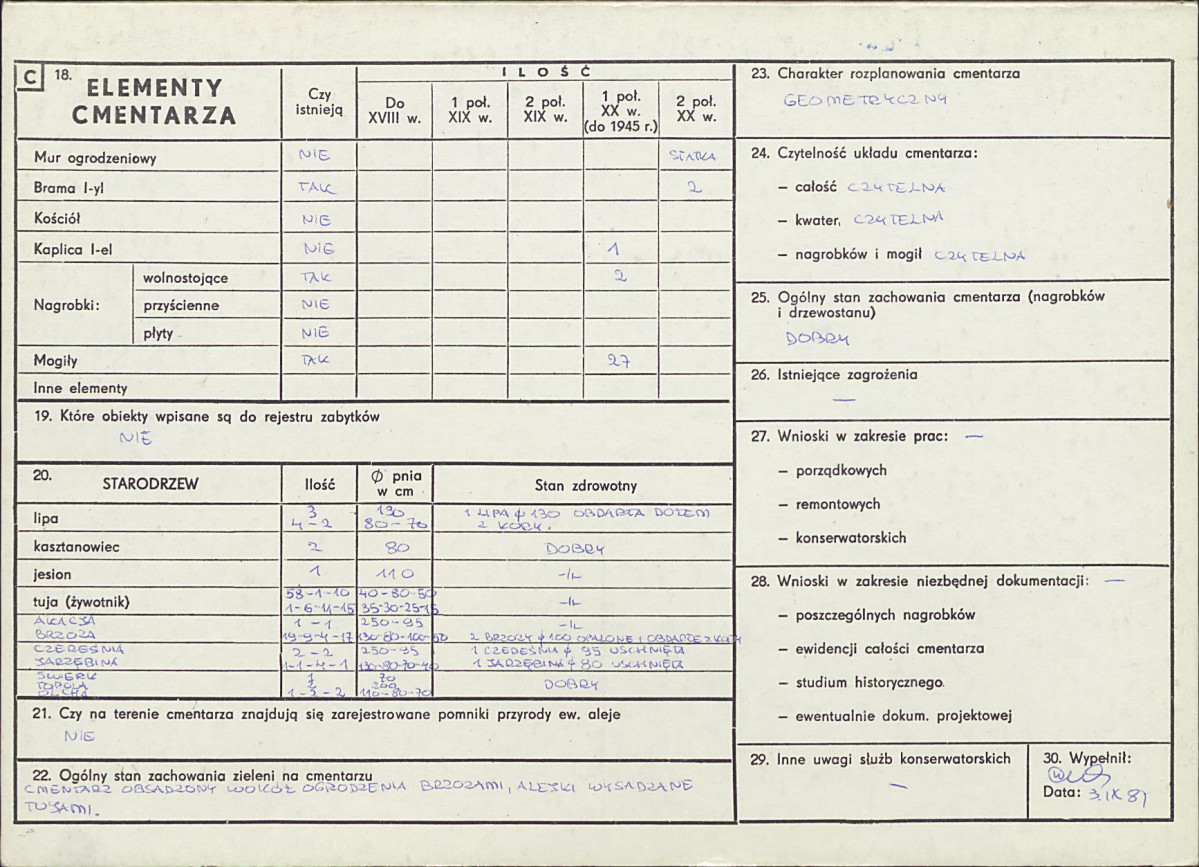 C 18. ELEMENTY CMENTARZA
Czy istnieją
ILOŚĆ
Do XVIII w.
1 poł. XIX w.
2 poł. XIX w.
1 poł. XX w. (do 1945 r.)
2 poł. XX w.
Mur ogrodzeniowy NIE SIATKA
Brama I-yl TAK 2
Kościół NIE
Kaplica I-el NIE 1
Nagrobki: wolnostojące TAK 2
przyścienne NIE
płyty NIE
Mogiły TAK 27
Inne elementy
19. Które obiekty wpisane są do rejestru zabytków
NIE
20. STARODRZEW Ilość Ø pnia w cm Stan zdrowotny
lipa 3 130 1 LIPA ϕ 130 OBDARTA DOŁEM
4-2 80-70 Z KORY.
kasztanowiec 2 80 DOBRY
jesion 1 110 -/L
tuja (żywotnik) 58-1-10 40-80-50 -/L
1-6-11-15 35-30-25-15
AKACJA 1-1 250-95 -/L
BRZOZA 19-9-4-17 130-80-100-50 2 BRZOZY ϕ 100 OPALONE I OBDARTE Z KORY
CZEREŚNIA 2-2 250-95 1 CZEREŚNIA ϕ 95 USCHNIĘTA
JARZĘBINA 1-1-4-1 130-80-70-40 1 JARZĘBINA ϕ 80 USCHNIĘTA
ŚWIERK 1 70
TOPOLA 200 DOBRY
OLCHA 1-2-2 110-80-70
21. Czy na terenie cmentarza znajdują się zarejestrowane pomniki przyrody ew. aleje
NIE
22. Ogólny stan zachowania zieleni na cmentarzu
CMENTARZ OBSADZONY WOKÓŁ OGRODZENIA BRZOZAMI, ALEJKI WYSADZANE
TUJAMI.
23. Charakter rozplanowania cmentarza
GEOMETRYCZNY
24. Czytelność układu cmentarza:
– całość CZYTELNA
– kwater, CZYTELNA
– nagrobków i mogił CZYTELNA
25. Ogólny stan zachowania cmentarza (nagrobków
i drzewostanu)
DOBRY
26. Istniejące zagrożenia
—
27. Wnioski w zakresie prac: —
– porządkowych
– remontowych
– konserwatorskich
28. Wnioski w zakresie niezbędnej dokumentacji: —
– poszczególnych nagrobków
– ewidencji całości cmentarza
– studium historycznego
– ewentualnie dokum. projektowej
29. Inne uwagi służb konserwatorskich
—
30. Wypełnił:
Data: 3.IX 89